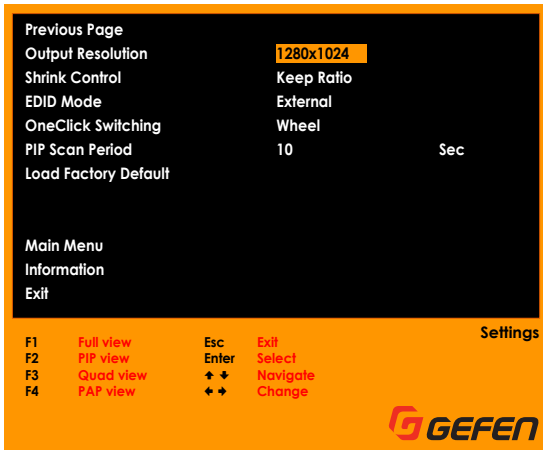 Previous Page
Output Resolution 1280x1024
Shrink Control Keep Ratio
EDID Mode External
OneClick Switching Wheel
PIP Scan Period 10 Sec
Load Factory Default
Main Menu
Information
Exit
Settings
F1 Full view Esc Exit
F2 PIP view Enter Select
F3 Quad view ↑ ↓ Navigate
F4 PAP view ← → Change
GEFEN